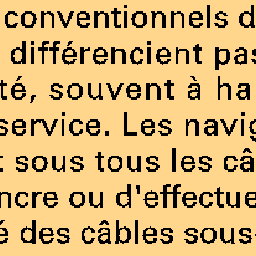 conventionnels d
différencient pas
té, souvent à ha
service. Les navig
t sous tous les câ
ncre ou d'effectue
é des câbles sous-